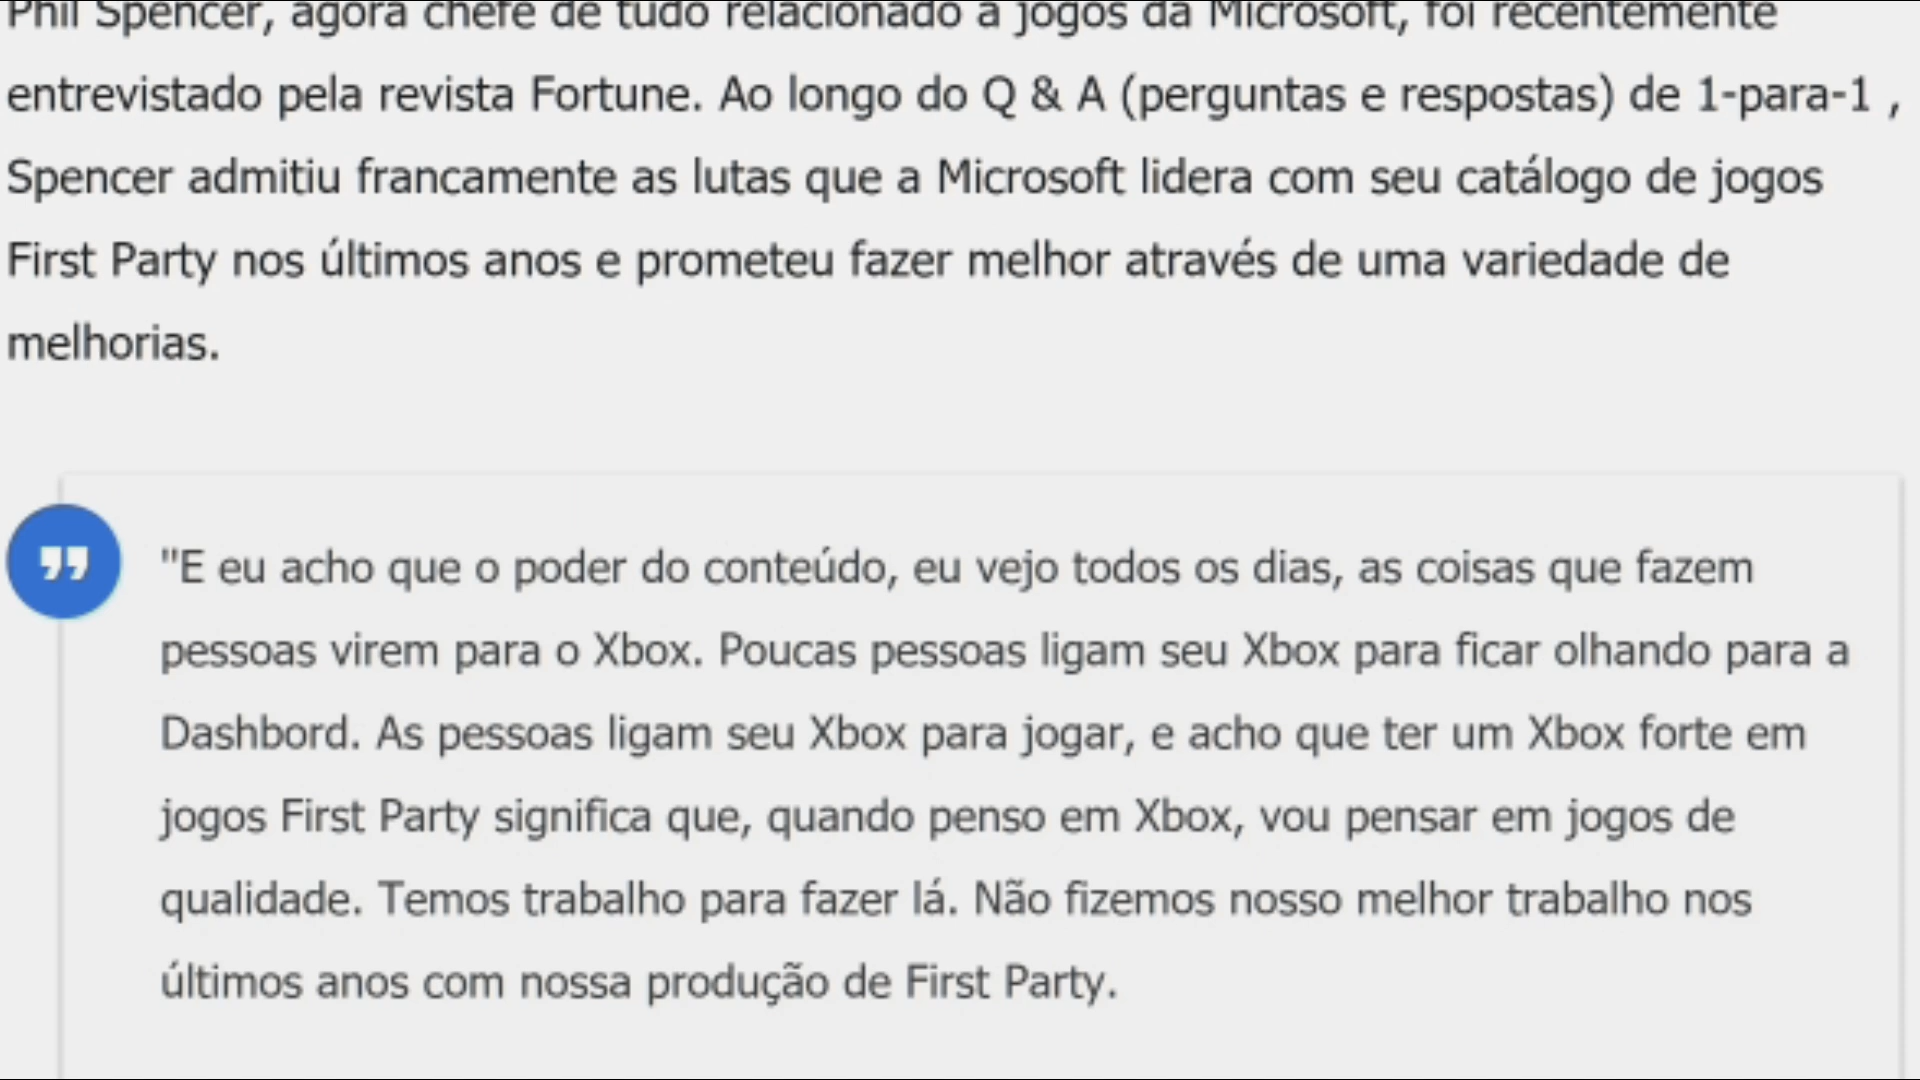 Phil Spencer, agora chefe de tudo relacionado a jogos da Microsoft, foi recentemente
entrevistado pela revista Fortune. Ao longo do Q & A (perguntas e respostas) de 1-para-1 ,
Spencer admitiu francamente as lutas que a Microsoft lidera com seu catálogo de jogos
First Party nos últimos anos e prometeu fazer melhor através de uma variedade de
melhorias.
"E eu acho que o poder do conteúdo, eu vejo todos os dias, as coisas que fazem
pessoas virem para o Xbox. Poucas pessoas ligam seu Xbox para ficar olhando para a
Dashbord. As pessoas ligam seu Xbox para jogar, e acho que ter um Xbox forte em
jogos First Party significa que, quando penso em Xbox, vou pensar em jogos de
qualidade. Temos trabalho para fazer lá. Não fizemos nosso melhor trabalho nos
últimos anos com nossa produção de First Party.